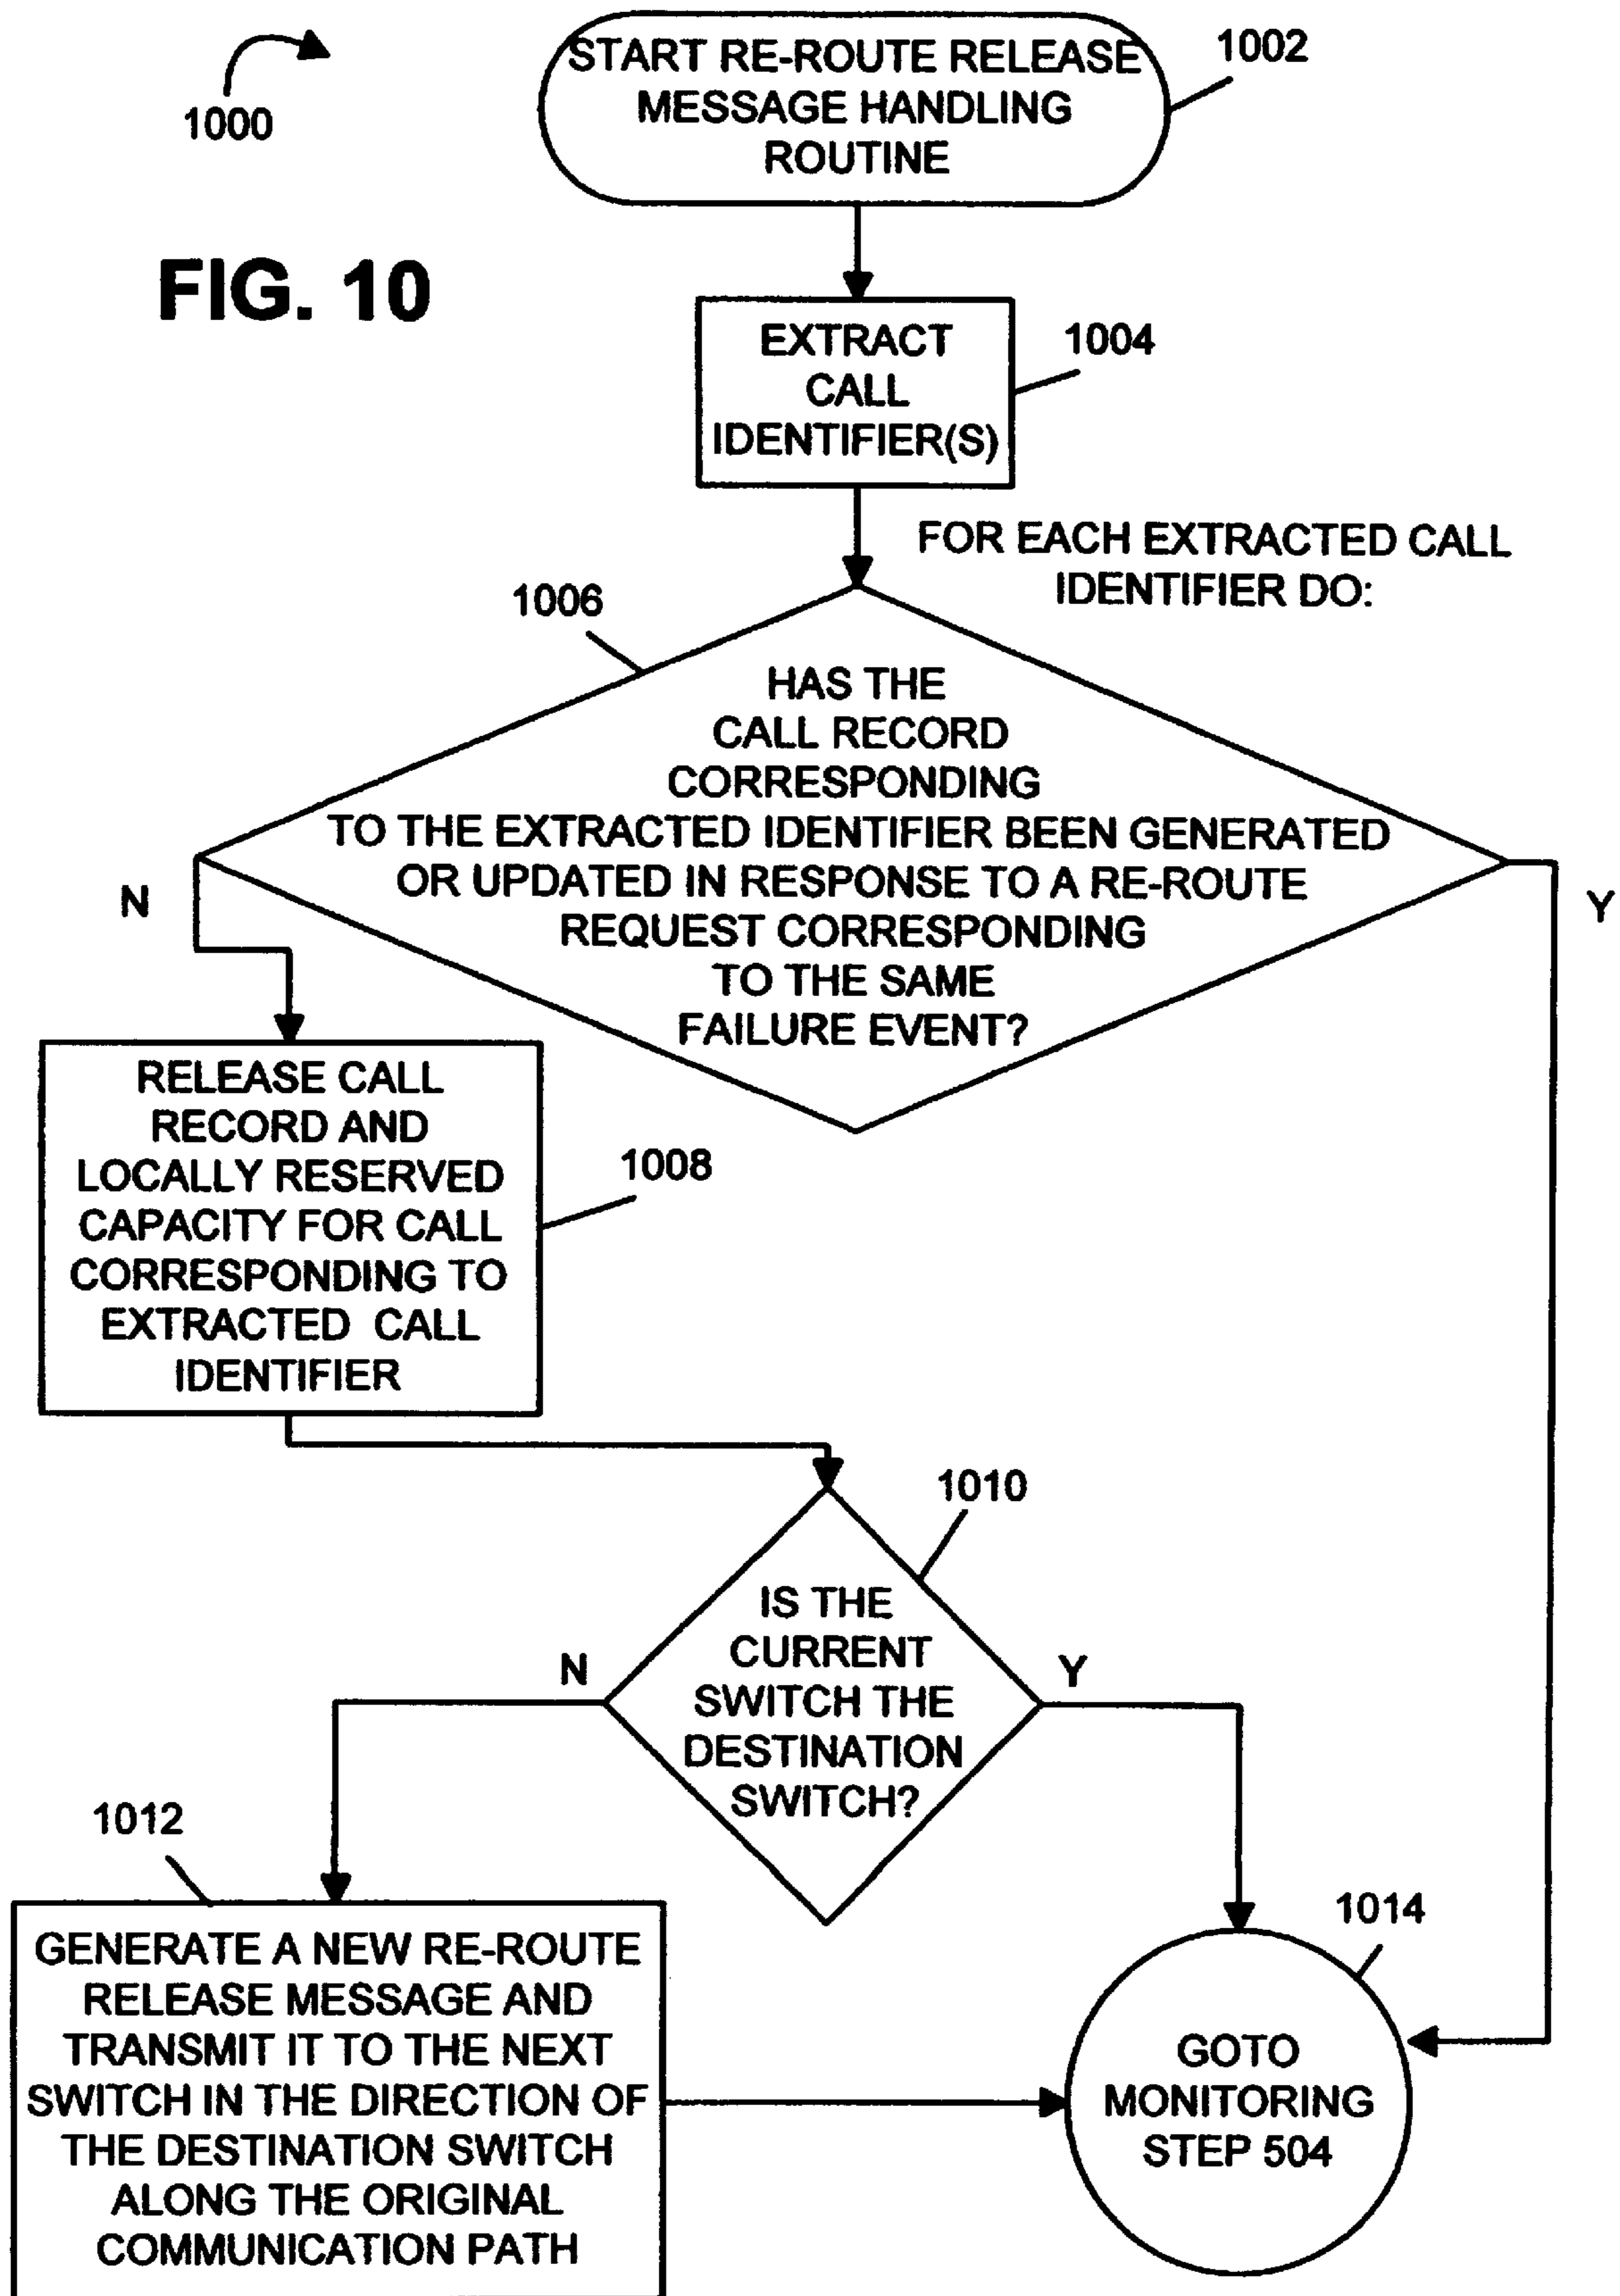 1000
START RE-ROUTE RELEASE
MESSAGE HANDLING
ROUTINE
1002
FIG. 10
EXTRACT
CALL
IDENTIFIER(S)
1004
FOR EACH EXTRACTED CALL
IDENTIFIER DO:
1006
HAS THE
CALL RECORD
CORRESPONDING
TO THE EXTRACTED IDENTIFIER BEEN GENERATED
OR UPDATED IN RESPONSE TO A RE-ROUTE
REQUEST CORRESPONDING
TO THE SAME
FAILURE EVENT?
N
Y
RELEASE CALL
RECORD AND
LOCALLY RESERVED
CAPACITY FOR CALL
CORRESPONDING TO
EXTRACTED CALL
IDENTIFIER
1008
1010
IS THE
CURRENT
SWITCH THE
DESTINATION
SWITCH?
N
Y
1012
GENERATE A NEW RE-ROUTE
RELEASE MESSAGE AND
TRANSMIT IT TO THE NEXT
SWITCH IN THE DIRECTION OF
THE DESTINATION SWITCH
ALONG THE ORIGINAL
COMMUNICATION PATH
1014
GOTO
MONITORING
STEP 504